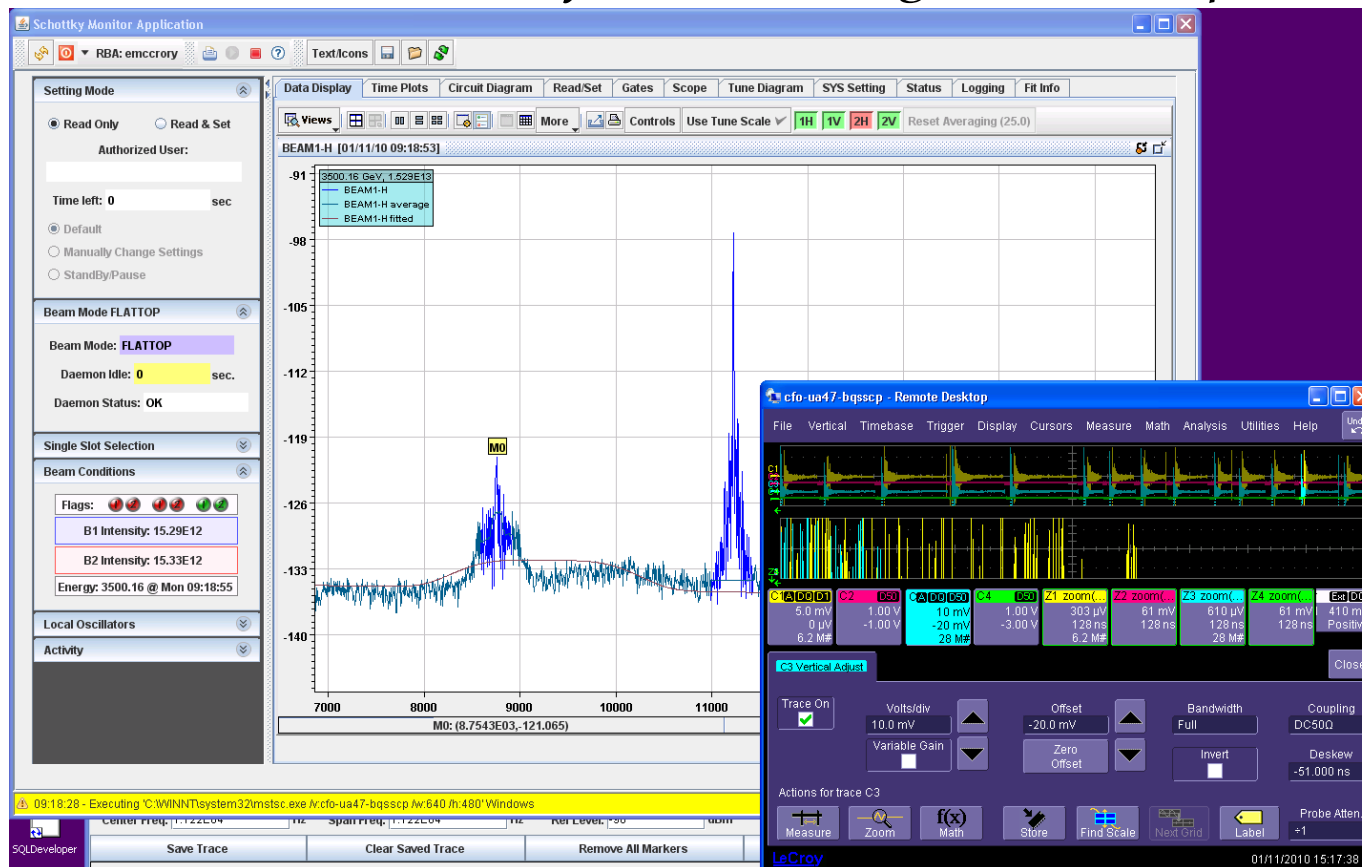 Schottky Monitor Application
RBA: emccrory
Text/Icons
Setting Mode
Read Only Read & Set
Authorized User:
Time left: 0 sec
Default
Manually Change Settings
StandBy/Pause
Beam Mode FLATTOP
Beam Mode: FLATTOP
Daemon Idle: 0 sec.
Daemon Status: OK
Single Slot Selection
Beam Conditions
Flags:
B1 Intensity: 15.29E12
B2 Intensity: 15.33E12
Energy: 3500.16 @ Mon 09:18:55
Local Oscillators
Activity
Data Display Time Plots Circuit Diagram Read/Set Gates Scope Tune Diagram SYS Setting Status Logging Fit Info
Views More Controls Use Tune Scale 1H 1V 2H 2V Reset Averaging (25.0)
BEAM1-H [01/11/10 09:18:53]
3500.16 GeV, 1.529E13
BEAM1-H
BEAM1-H average
BEAM1-H fitted
-91
-98
-105
-112
-119
-126
-133
-140
M0
7000 8000 9000 10000 11000
M0: (8.7543E03,-121.065)
cfo-ua47-bqsscp - Remote Desktop
File Vertical Timebase Trigger Display Cursors Measure Math Analysis Utilities Help
C1 A DQ D1 C2 D50 C A DQ D50 C4 D50 Z1 zoom(... Z2 zoom(... Z3 zoom(... Z4 zoom(... Ext DC
5.0 mV 1.00 V 10 mV 1.00 V 303 µV 61 mV 610 µV 61 mV 410 m
0 µV -1.00 V -20 mV -3.00 V 128 ns 128 ns 128 ns 128 ns Positiv
6.2 M# 28 M# 6.2 M# 28 M#
C3 Vertical Adjust Close
Trace On Volts/div Offset Bandwidth Coupling
10.0 mV -20.0 mV Full DC50Ω
Variable Gain Zero Offset Invert Deskew
-51.000 ns
Actions for trace C3
Probe Atten.
Measure Zoom f(x) Math Store Find Scale Next Grid Label ÷1
LeCroy 01/11/2010 15:17:38
09:18:28 - Executing 'C:\WINNT\system32\mstsc.exe /v:cfo-ua47-bqsscp /w:640 /h:480' Windows
SQLDeveloper
Save Trace Clear Saved Trace Remove All Markers